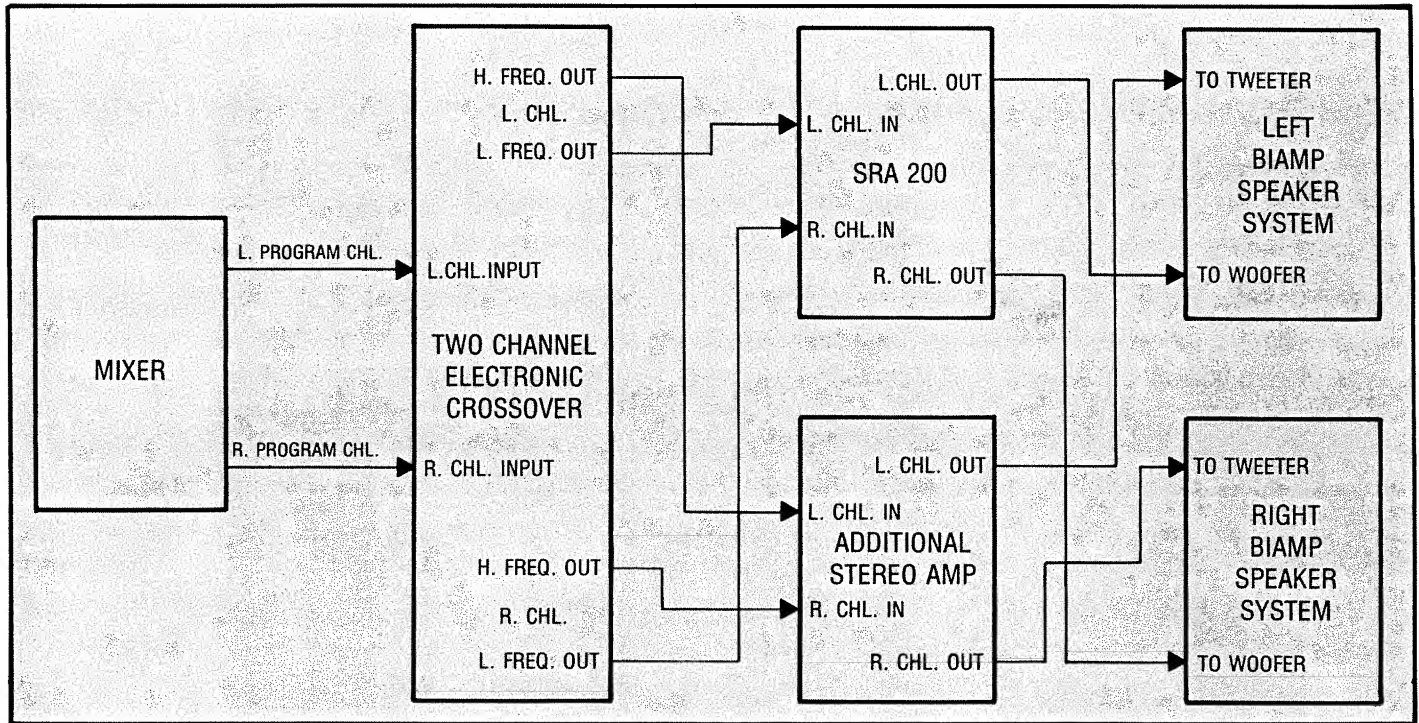 MIXER
L. PROGRAM CHL.
R. PROGRAM CHL.
H. FREQ. OUT
L. CHL.
L. FREQ. OUT
L.CHL.INPUT
TWO CHANNEL
ELECTRONIC
CROSSOVER
R. CHL. INPUT
H. FREQ. OUT
R. CHL.
L. FREQ. OUT
L.CHL. OUT
L. CHL. IN
SRA 200
R. CHL.IN
R. CHL. OUT
L. CHL. OUT
L. CHL. IN
ADDITIONAL
STEREO AMP
R. CHL. IN
R. CHL. OUT
TO TWEETER
LEFT
BIAMP
SPEAKER
SYSTEM
TO WOOFER
TO TWEETER
RIGHT
BIAMP
SPEAKER
SYSTEM
TO WOOFER